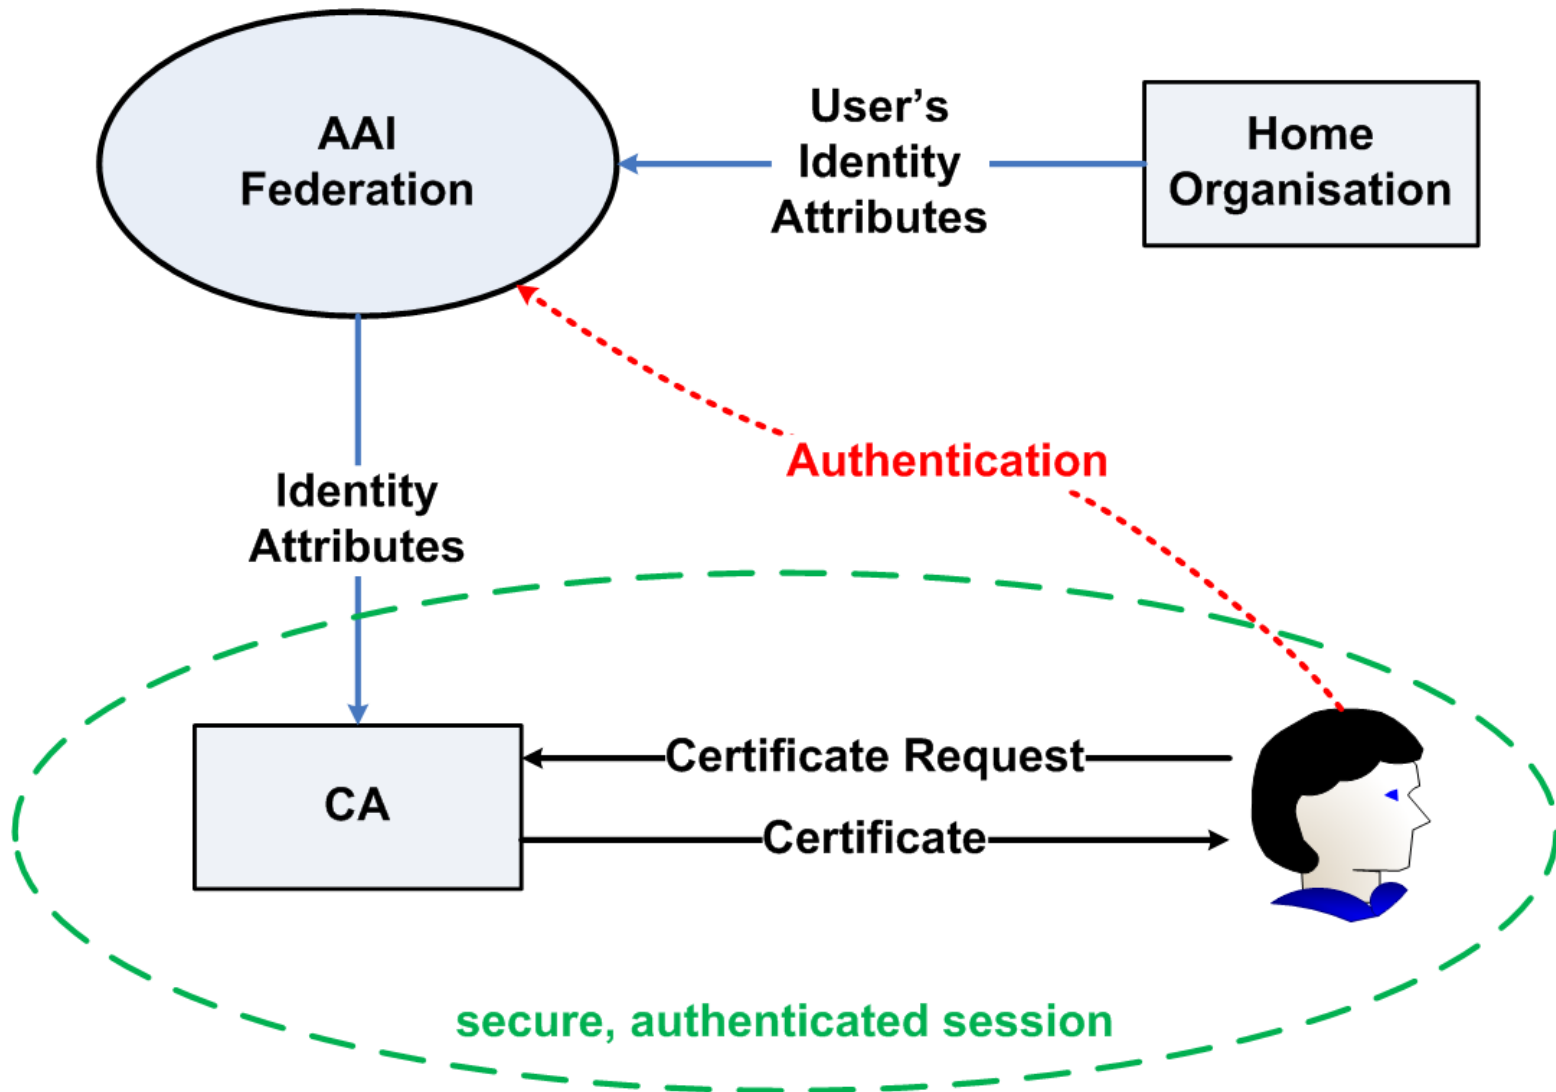 AAI
Federation
User’s
Identity
Attributes
Home
Organisation
Authentication
Identity
Attributes
Certificate Request
CA
Certificate
secure, authenticated session